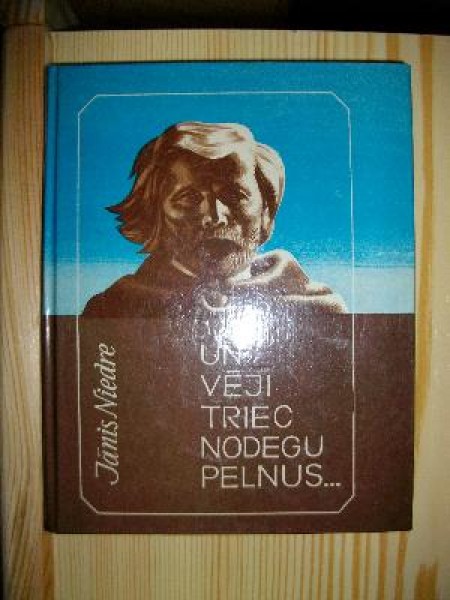 Jānis Niedre
UN
VĒJI
TRIEC
NODEGU
PELNUS...